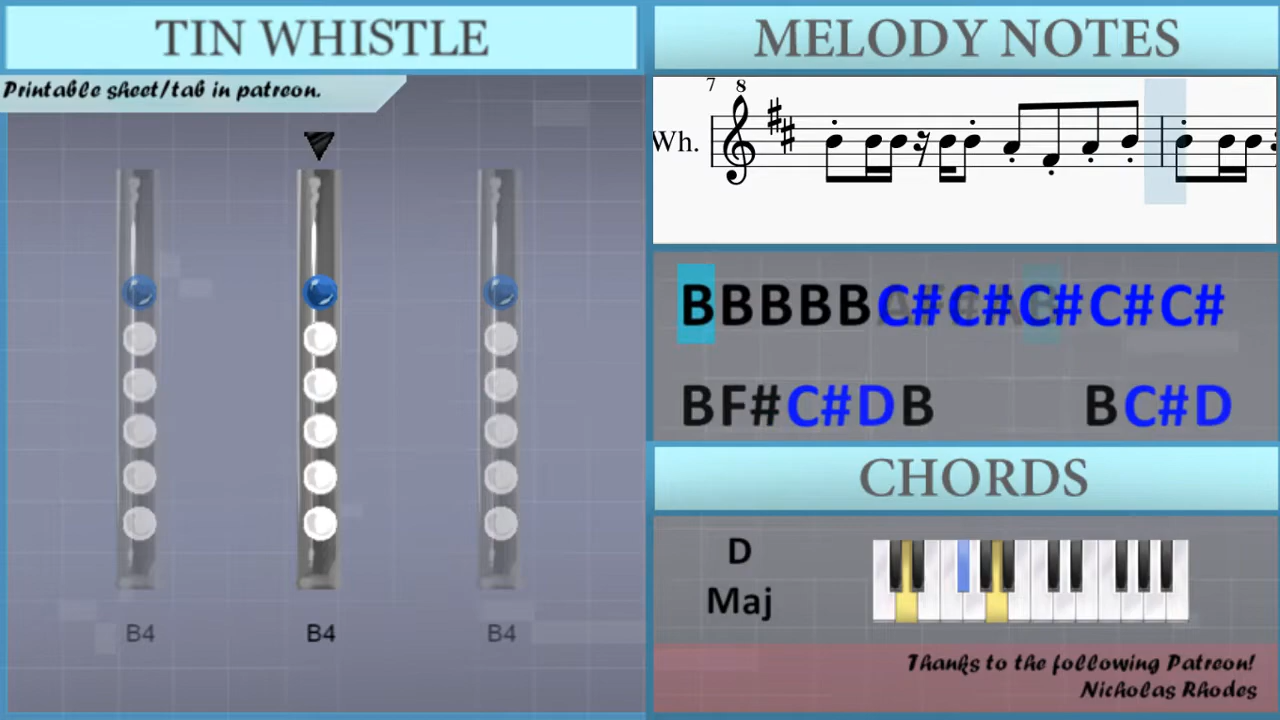 TIN WHISTLE
Printable sheet/tab in patreon.
B4 B4 B4
MELODY NOTES
7 8
Wh.
BBBBBC#C#C#C#C#
BF#C#DB BC#D
CHORDS
D
Maj
Thanks to the following Patreon!
Nicholas Rhodes